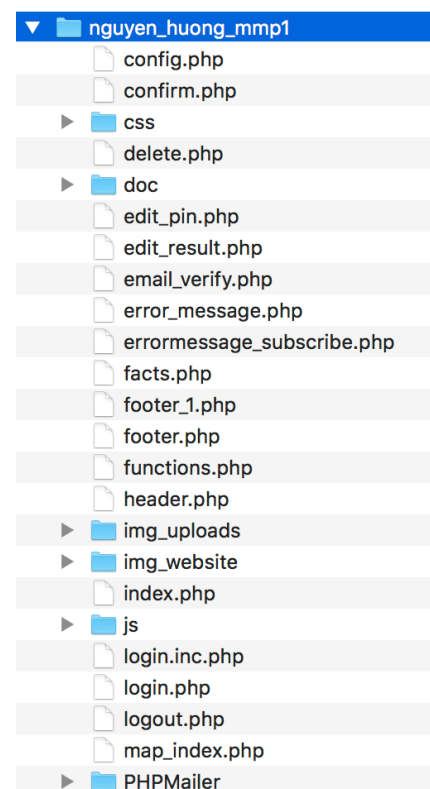 nguyen_huong_mmp1
config.php
confirm.php
css
delete.php
doc
edit_pin.php
edit_result.php
email_verify.php
error_message.php
errormessage_subscribe.php
facts.php
footer_1.php
footer.php
functions.php
header.php
img_uploads
img_website
index.php
js
login.inc.php
login.php
logout.php
map_index.php
PHPMailer